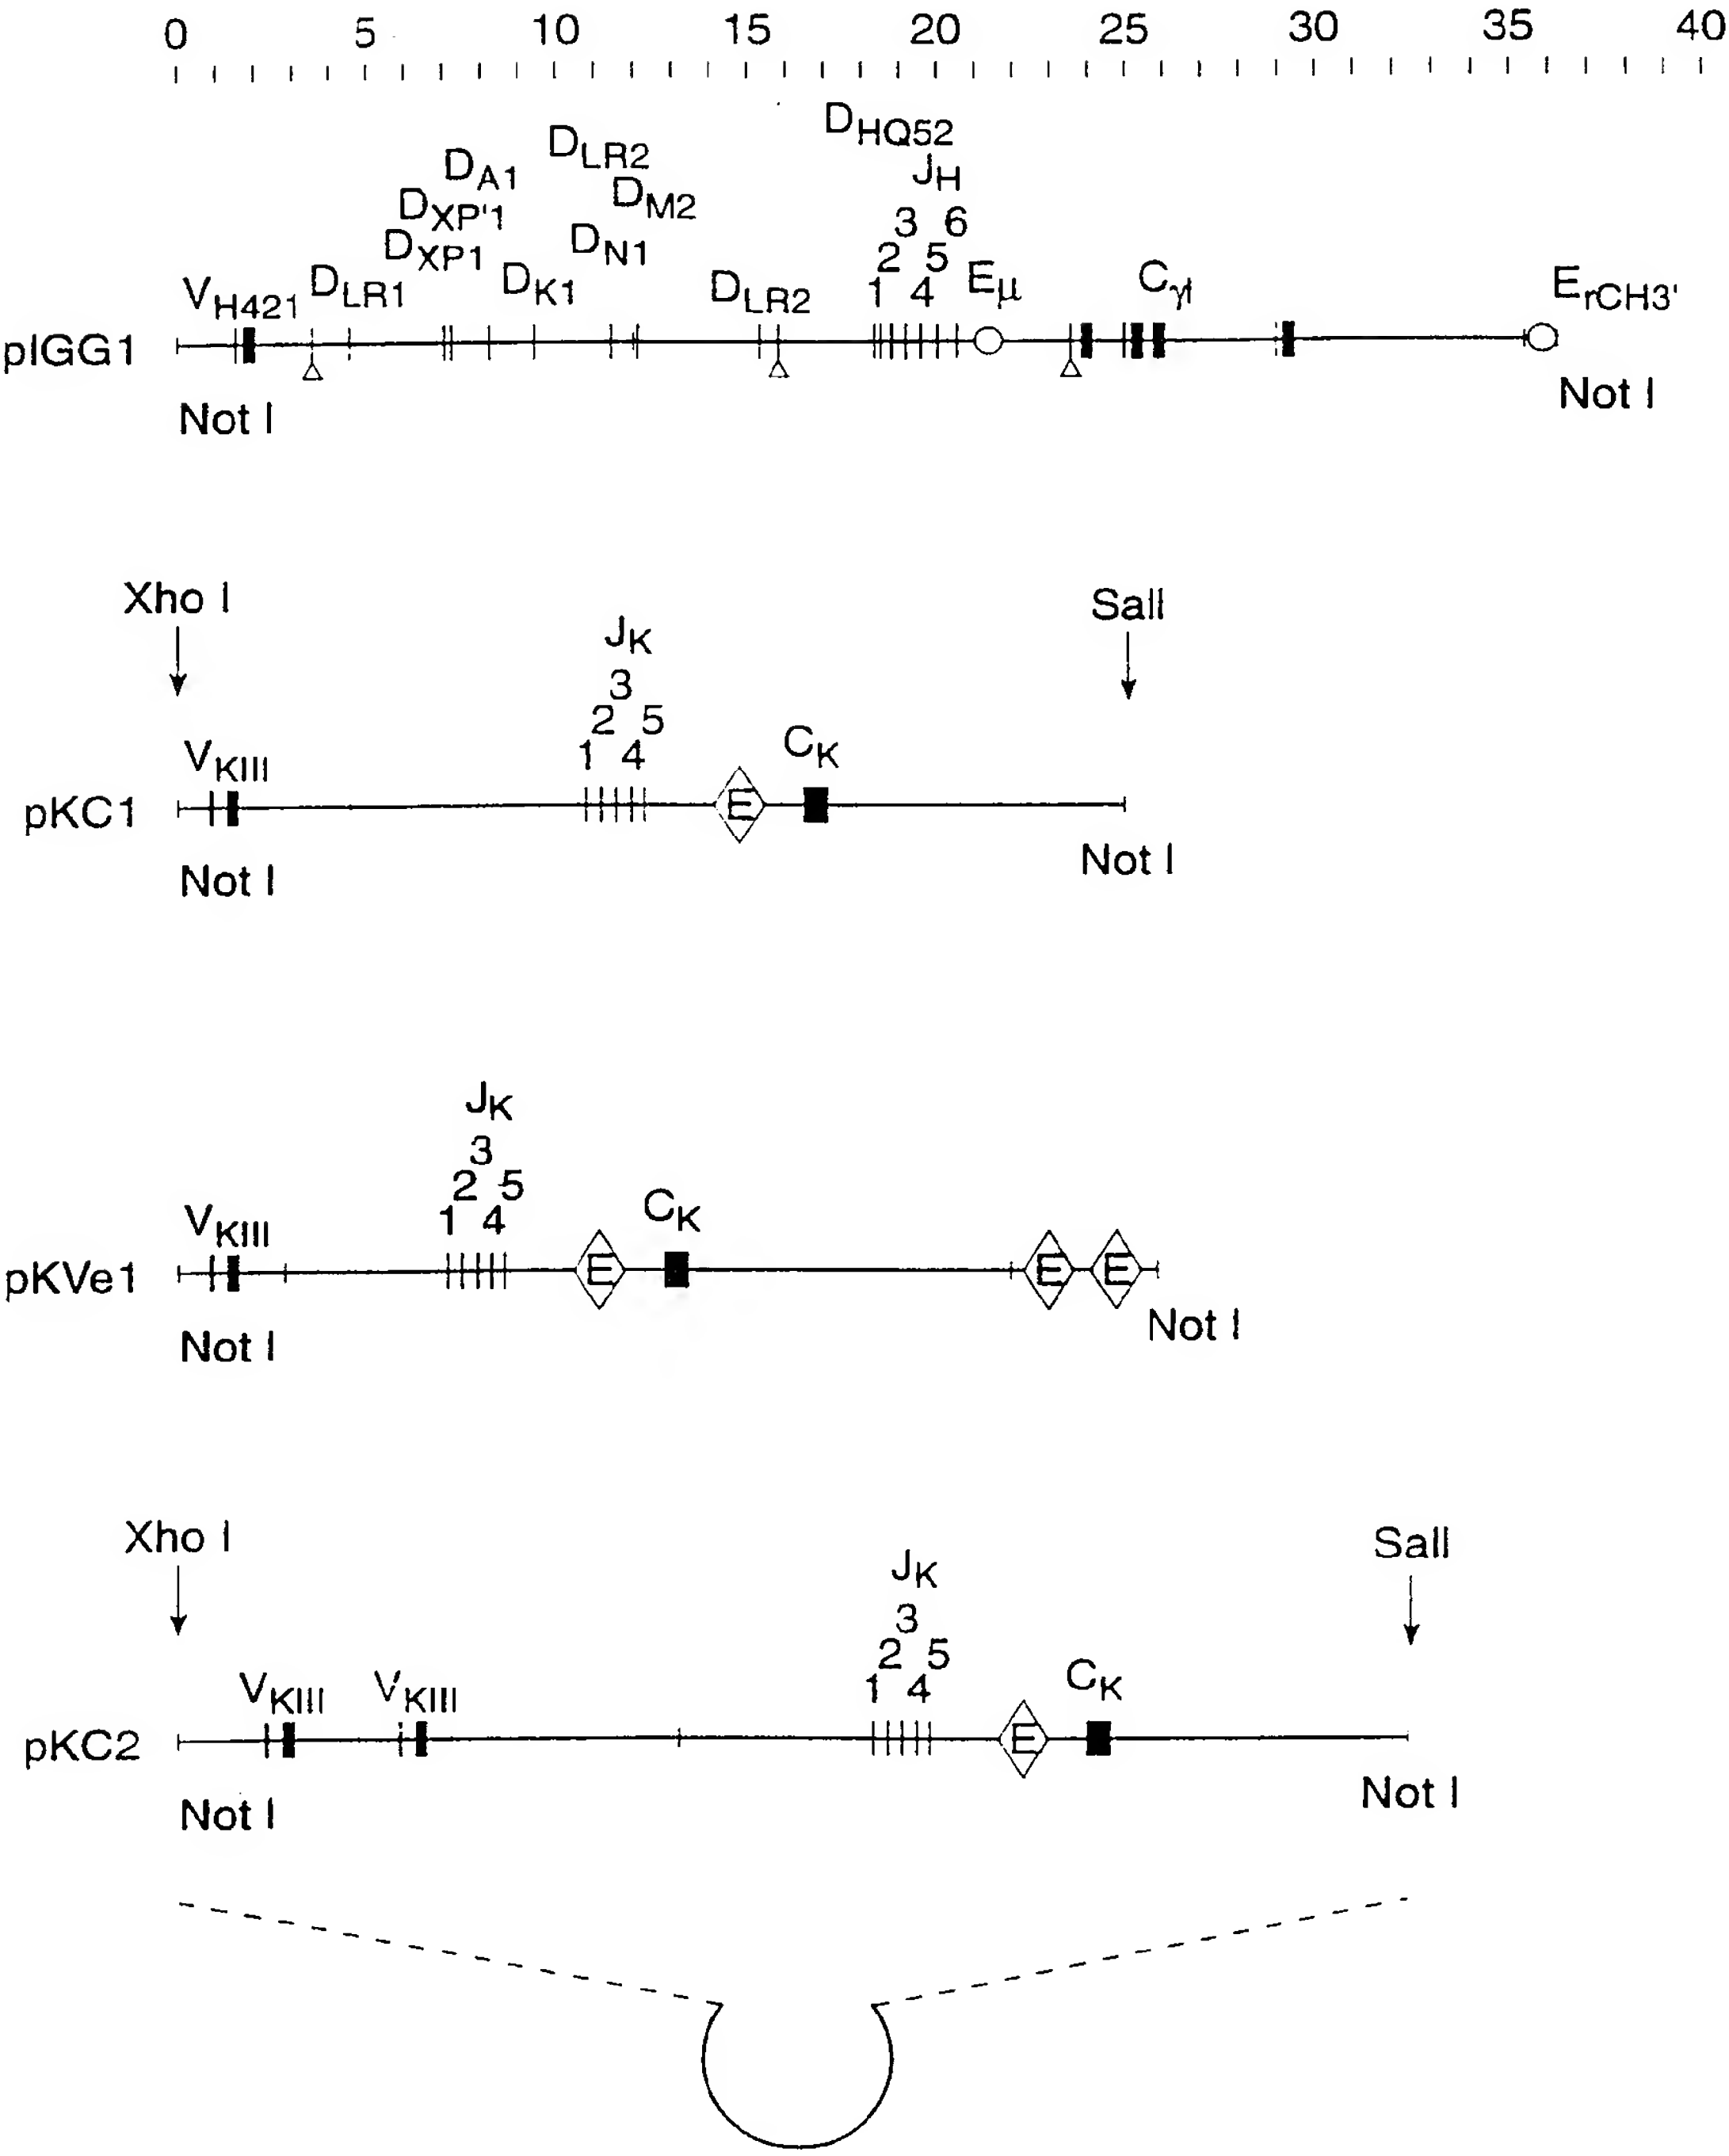 0 5 10 15 20 25 30 35 40
DHQ52
DLR2
DA1
JH
DM2
DXP'1
3 6
DN1
DXP1
2 5
DLR1 DK1 DLR2
VH421
1 4
Eμ
Cγ1
ErCH3'
pIGG1
Not I Not I
Xho I SalI
JK
3
2 5
1 4
VKIII
CK
pKC1
E
Not I Not I
JK
3
2 5
1 4
VKIII
CK
pKVe1
E E E
Not I Not I
Xho I SalI
JK
3
2 5
1 4
VKIII VKIII
CK
pKC2
E
Not I Not I